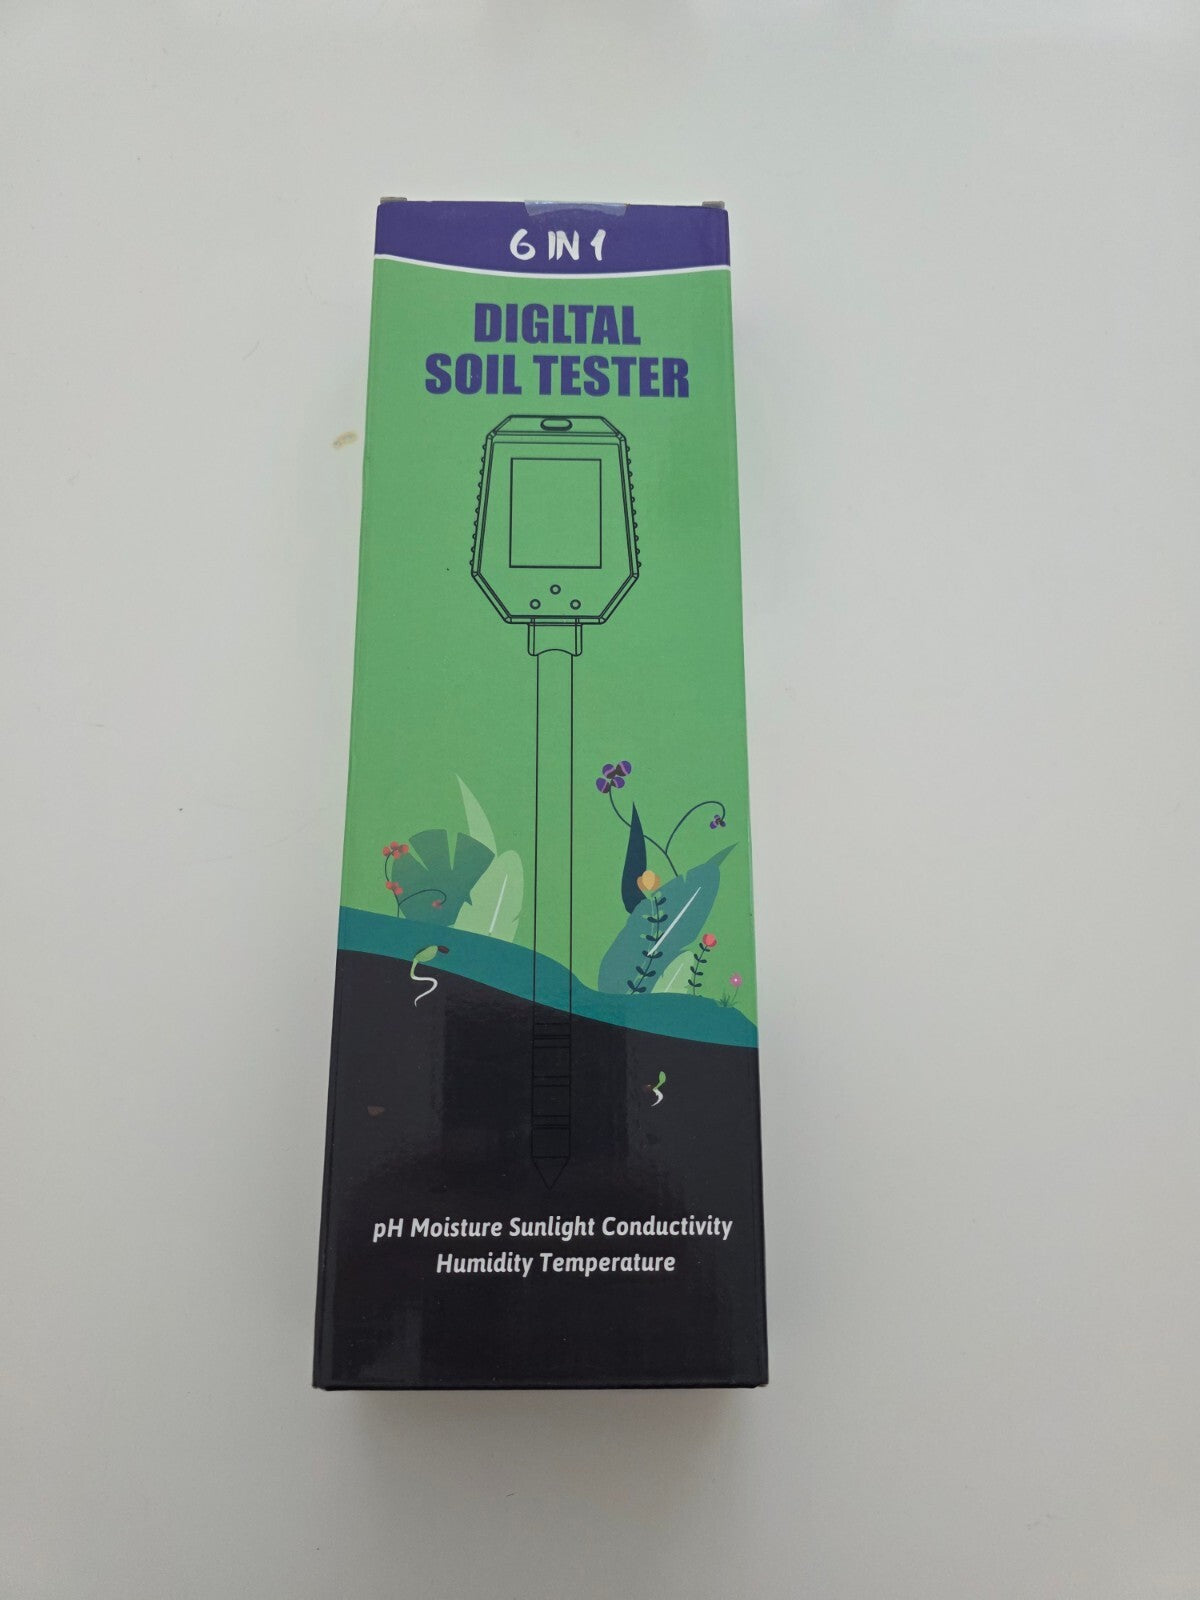 6 IN 1
DIGLTAL
SOIL TESTER
pH Moisture Sunlight Conductivity
Humidity Temperature